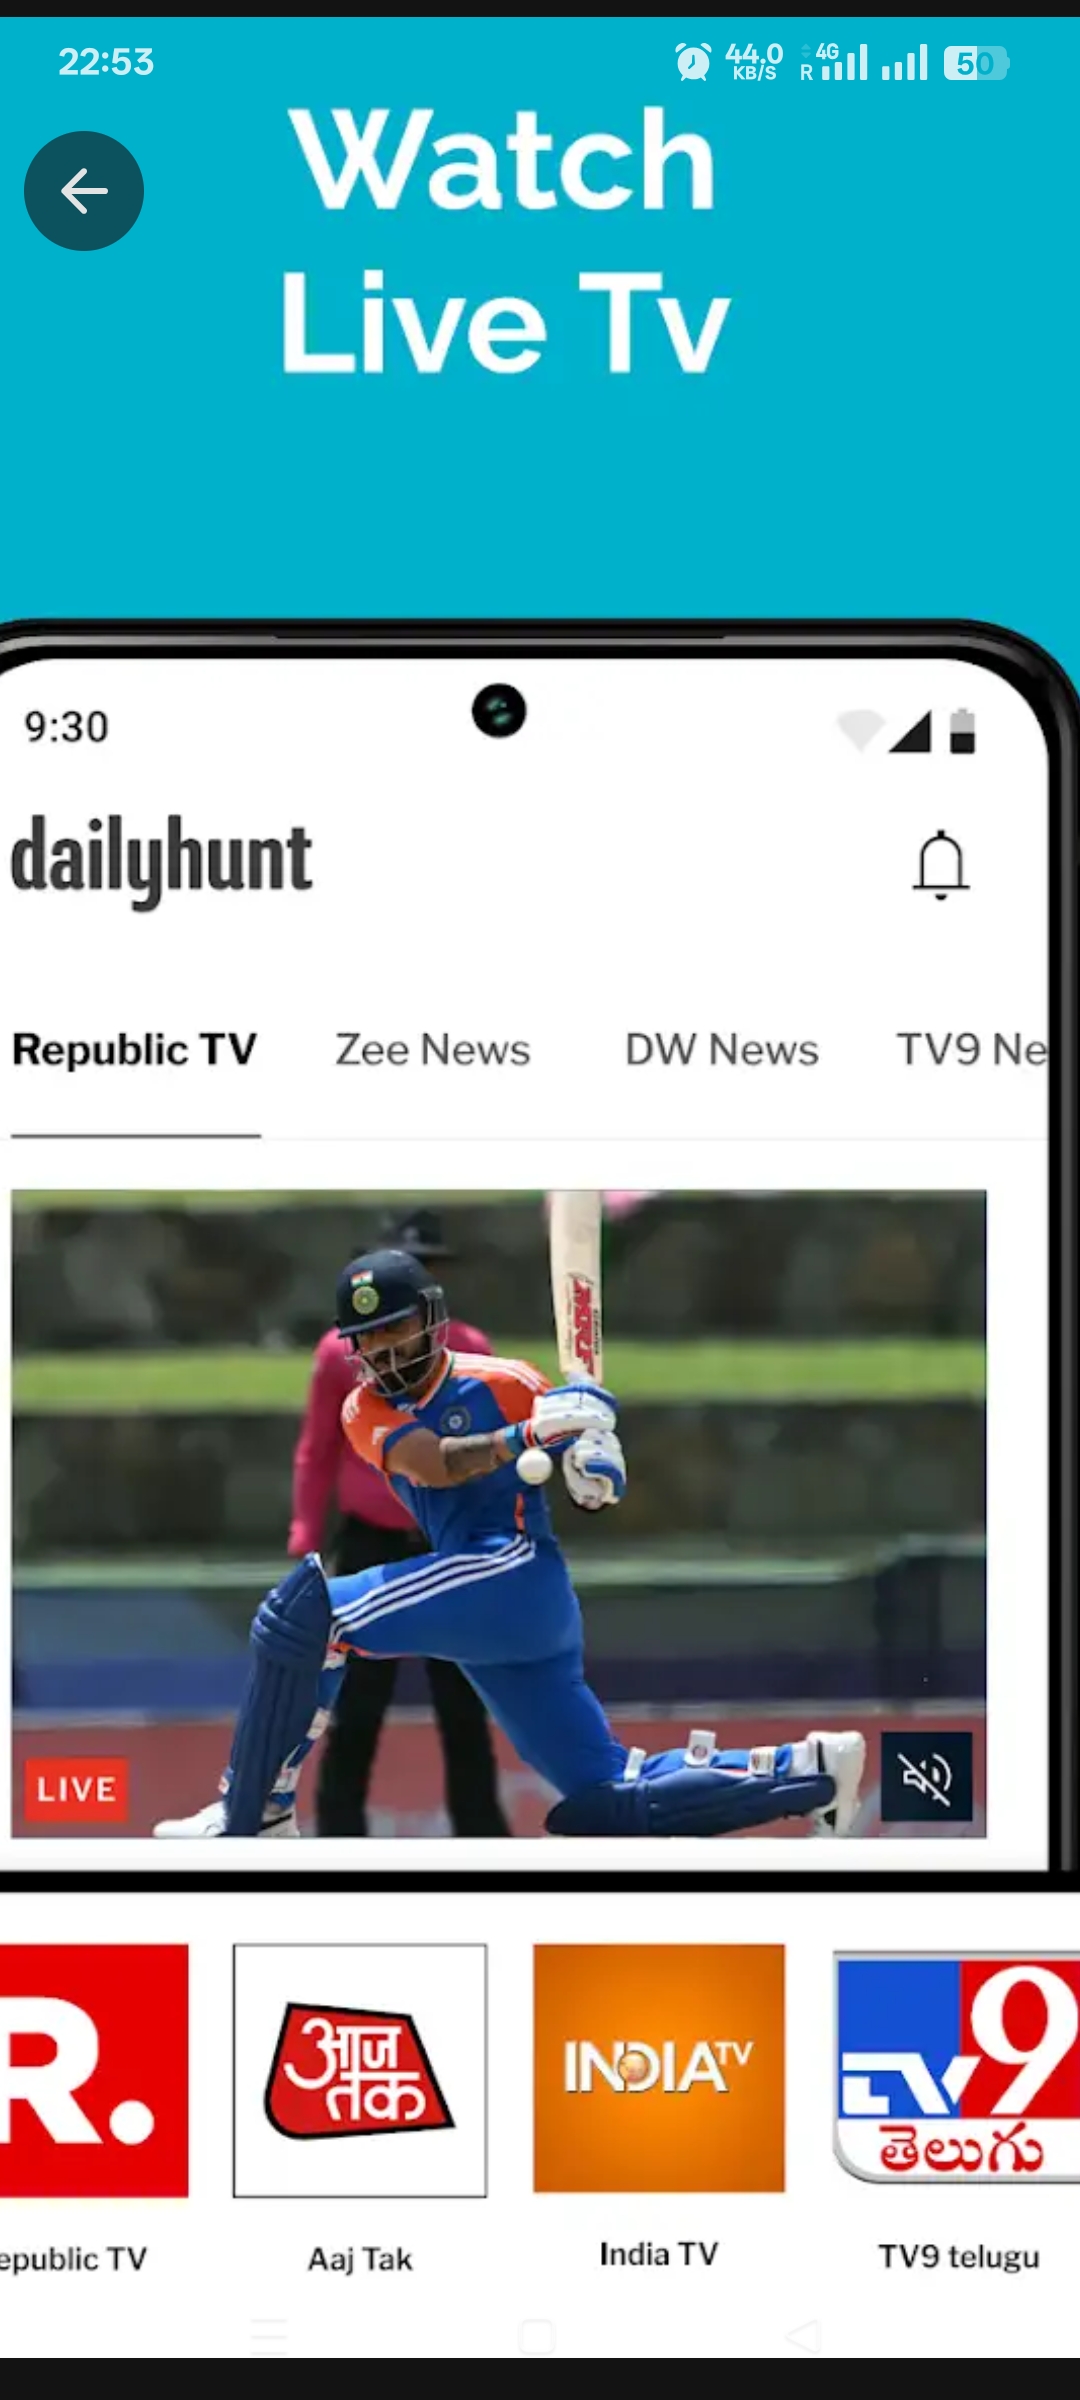 22:53
44.0
KB/S
4G
R
50
Watch
Live Tv
9:30
dailyhunt
Republic TV
Zee News
DW News
TV9 Ne
MRF
LIVE
R.
आज
तक
INDIA TV
TV9
తెలుగు
epublic TV
Aaj Tak
India TV
TV9 telugu